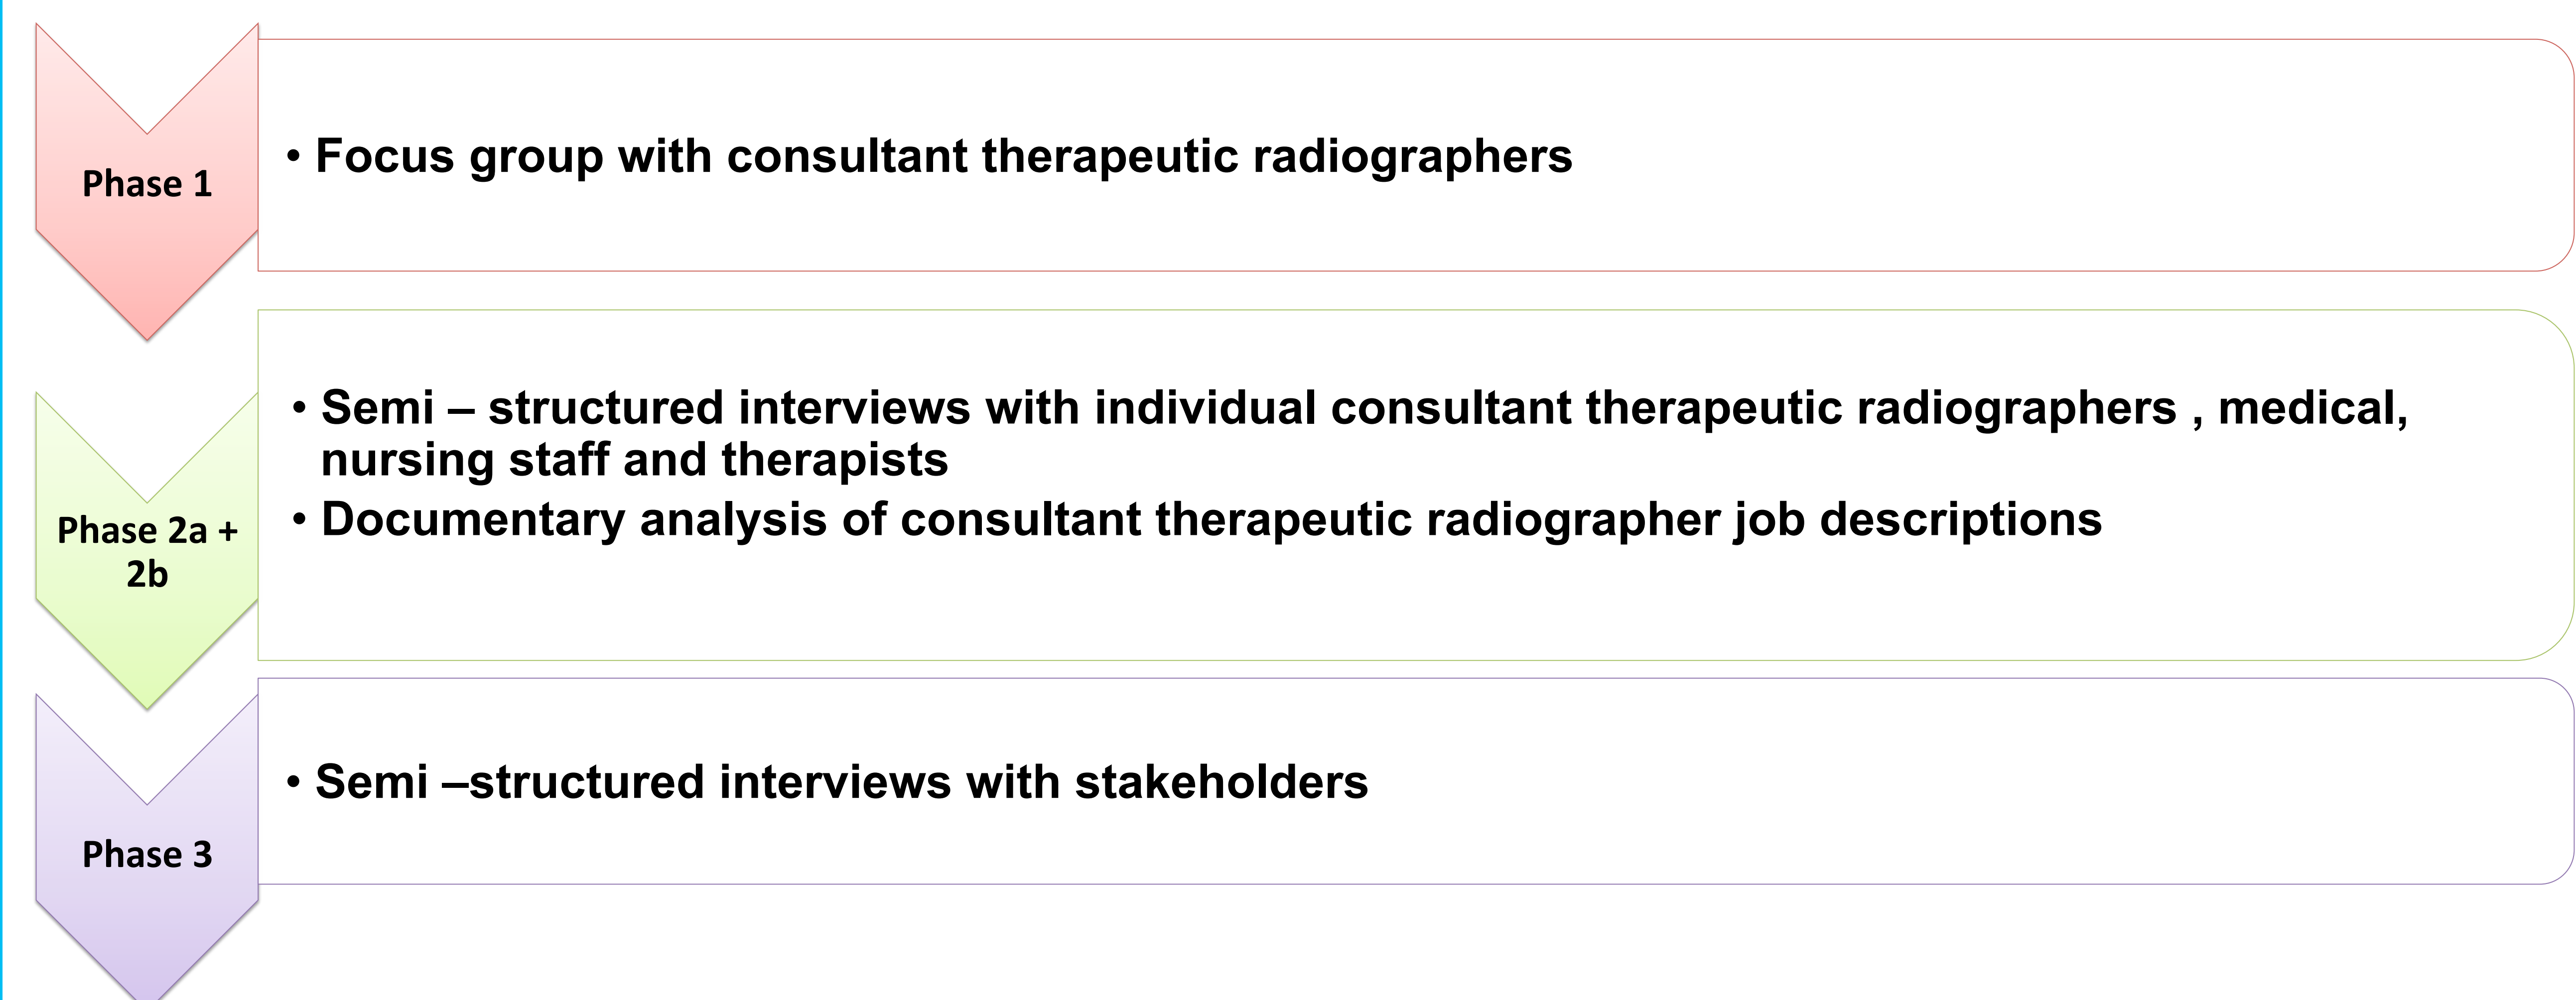 Phase 1
• Focus group with consultant therapeutic radiographers
Phase 2a +
2b
• Semi – structured interviews with individual consultant therapeutic radiographers , medical,
nursing staff and therapists
• Documentary analysis of consultant therapeutic radiographer job descriptions
Phase 3
• Semi –structured interviews with stakeholders